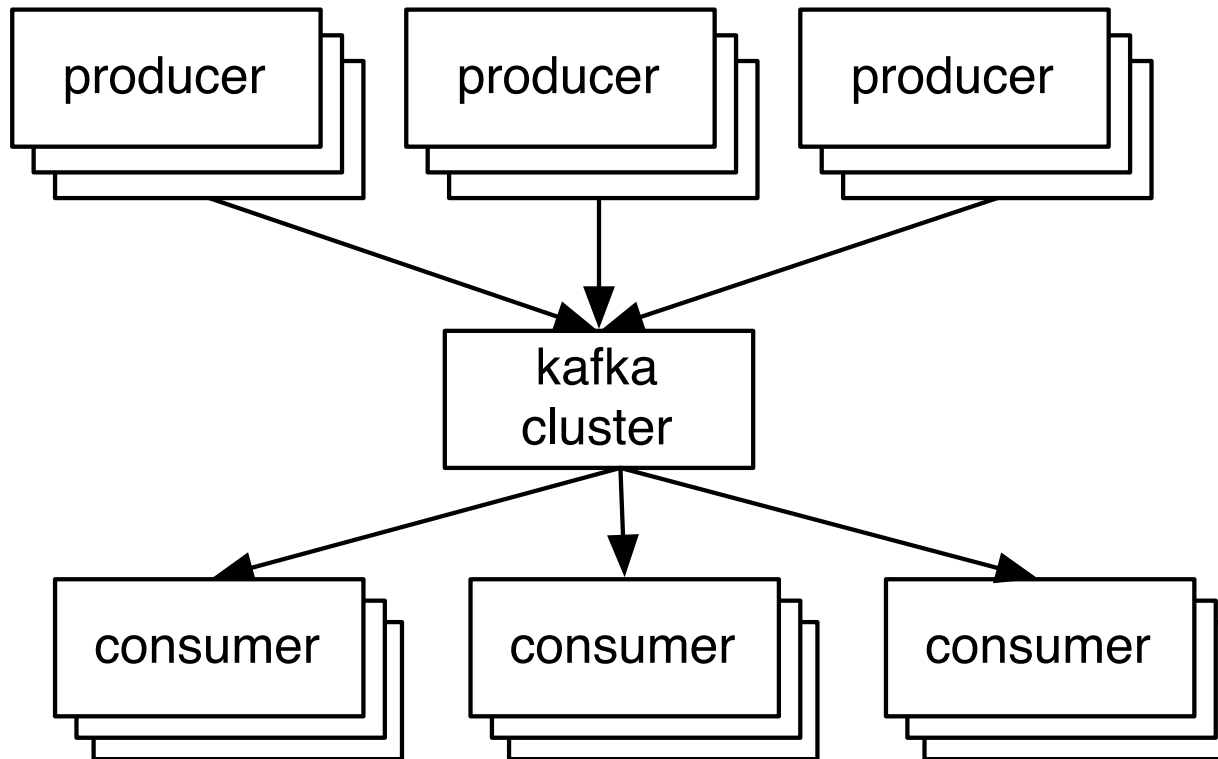 producer
producer
producer
kafka
cluster
consumer
consumer
consumer